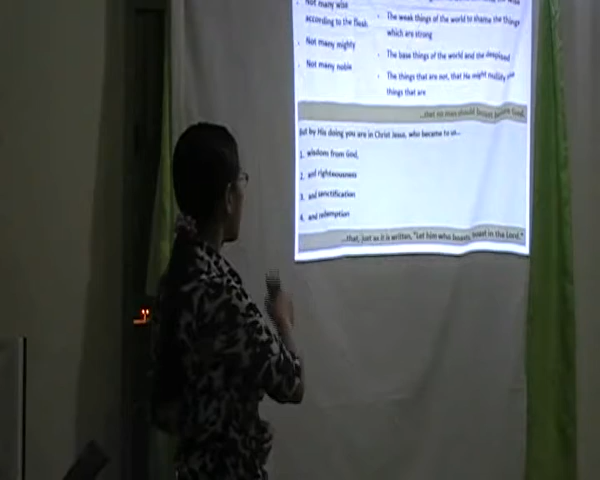 Not many wise
according to the flesh
Not many mighty
Not many noble
The weak things of the world to shame the things
which are strong
The base things of the world and the despised
The things that are not, that He might nullify the
things that are
...that no man should boast before God.
But by His doing you are in Christ Jesus, who became to us...
1. wisdom from God,
2. and righteousness
3. and sanctification
4. and redemption
...that, just as it is written, "Let him who boasts, boast in the Lord."